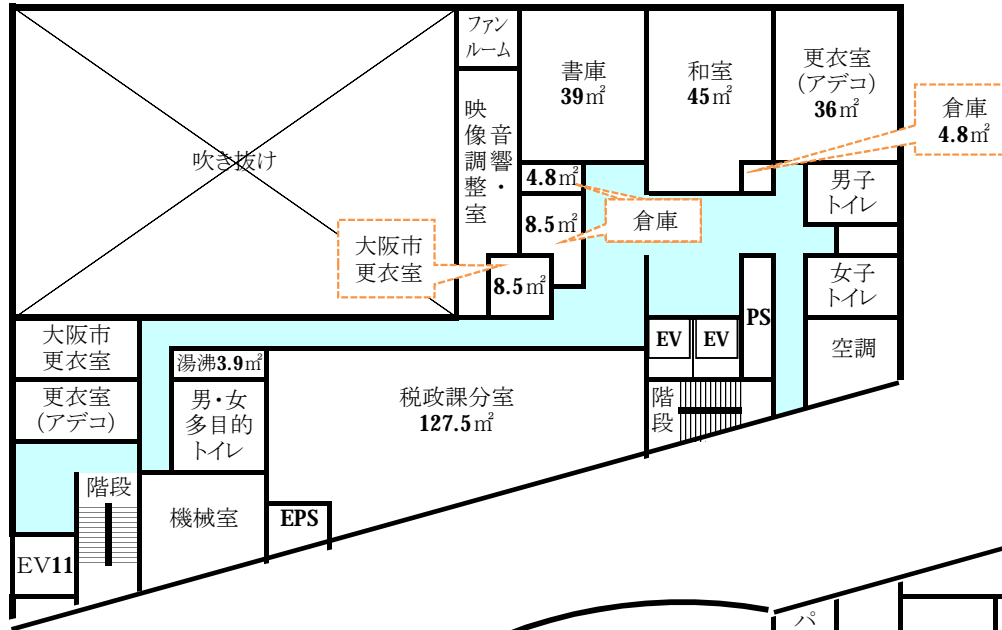 ファン
ルーム
書庫
39㎡
和室
45㎡
更衣室
(アデコ)
36㎡
倉庫
4.8㎡
吹き抜け
音響・
映像調整室
4.8㎡
8.5㎡
倉庫
男子
トイレ
大阪市
更衣室
8.5㎡
女子
トイレ
PS
大阪市
更衣室
湯沸3.9㎡
EV
EV
空調
更衣室
(アデコ)
男・女
多目的
トイレ
税政課分室
127.5㎡
階段
階段
機械室
EPS
EV11
パ